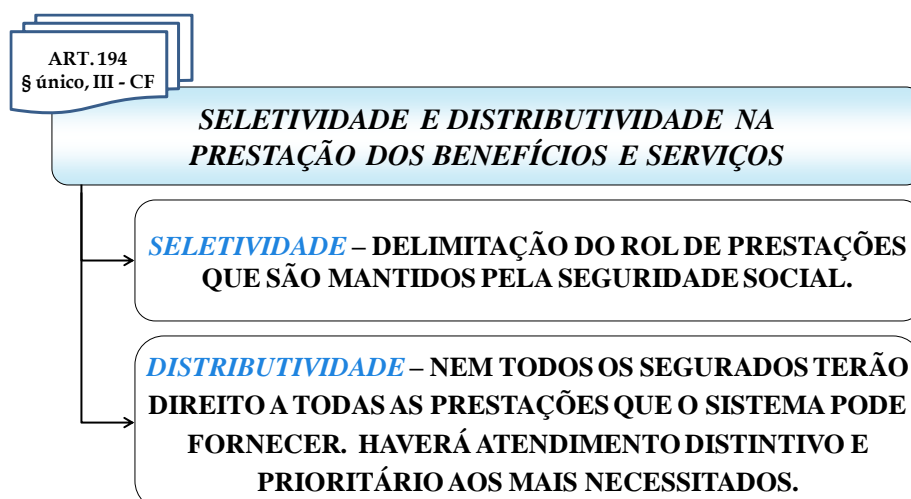 ART. 194
§ único, III - CF
SELETIVIDADE E DISTRIBUTIVIDADE NA
PRESTAÇÃO DOS BENEFÍCIOS E SERVIÇOS
SELETIVIDADE – DELIMITAÇÃO DO ROL DE PRESTAÇÕES
QUE SÃO MANTIDOS PELA SEGURIDADE SOCIAL.
DISTRIBUTIVIDADE – NEM TODOS OS SEGURADOS TERÃO
DIREITO A TODAS AS PRESTAÇÕES QUE O SISTEMA PODE
FORNECER. HAVERÁ ATENDIMENTO DISTINTIVO E
PRIORITÁRIO AOS MAIS NECESSITADOS.